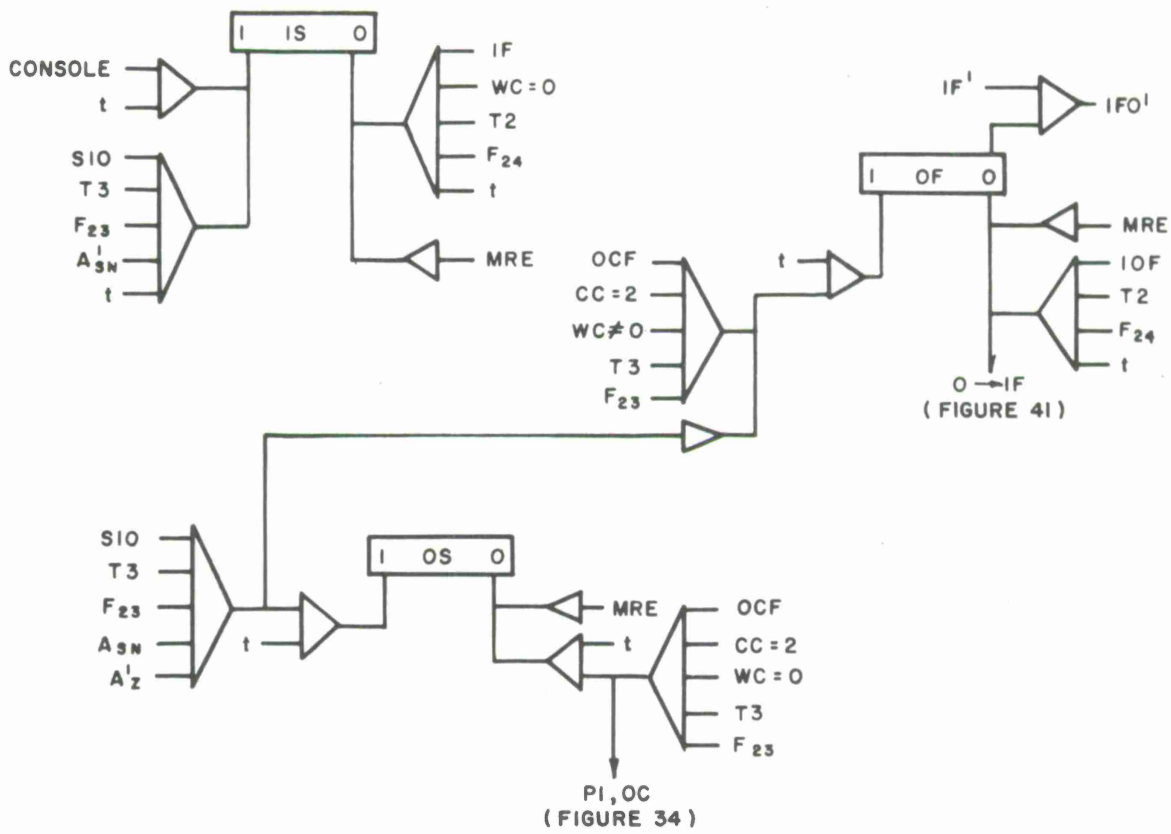 1 IS 0
CONSOLE
t
SIO
T3
F23
A'SN
t
IF
WC=0
T2
F24
t
MRE
IF'
IFO'
1 OF 0
MRE
IOF
T2
F24
t
0→IF
(FIGURE 41)
OCF
CC=2
WC≠0
T3
F23
t
SIO
T3
F23
ASN
A'Z
t
1 OS 0
MRE
t
OCF
CC=2
WC=0
T3
F23
PI,OC
(FIGURE 34)